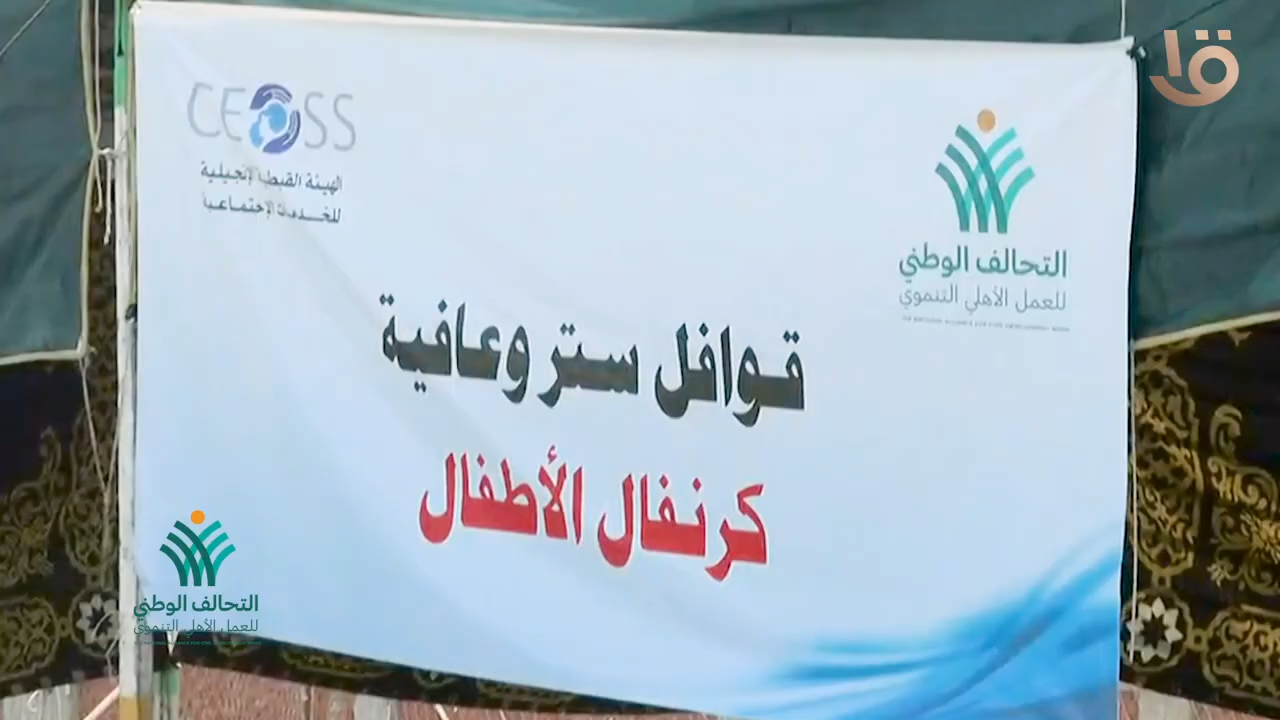 CEOSS
الهيئة القبطية الإنجيلية
للخدمات الإجتماعية
التحالف الوطني
للعمل الأهلي التنموي
قوافل ستر وعافية
كرنفال الأطفال
التحالف الوطني
للعمل الأهلي التنموي